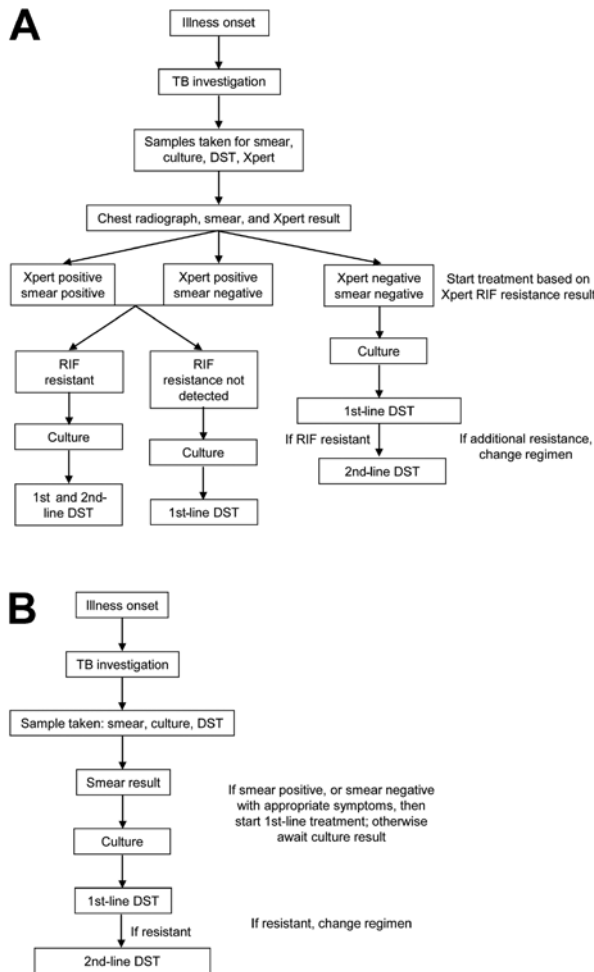 A
Illness onset
TB investigation
Samples taken for smear,
culture, DST, Xpert
Chest radiograph, smear, and Xpert result
Xpert positive
smear positive
Xpert positive
smear negative
Xpert negative
smear negative
Start treatment based on
Xpert RIF resistance result
RIF
resistant
RIF
resistance not
detected
Culture
Culture
Culture
1st-line DST
If RIF resistant
If additional resistance,
change regimen
2nd-line DST
1st and 2nd-
line DST
1st-line DST
B
Illness onset
TB investigation
Sample taken: smear, culture, DST
Smear result
If smear positive, or smear negative
with appropriate symptoms, then
start 1st-line treatment; otherwise
await culture result
Culture
1st-line DST
If resistant
If resistant, change regimen
2nd-line DST